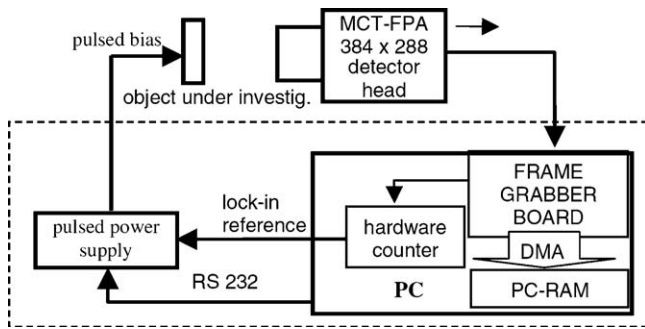 pulsed bias
object under investig.
MCT-FPA
384 x 288
detector
head
FRAME
GRABBER
BOARD
lock-in
reference
hardware
counter
pulsed power
supply
DMA
RS 232
PC
PC-RAM